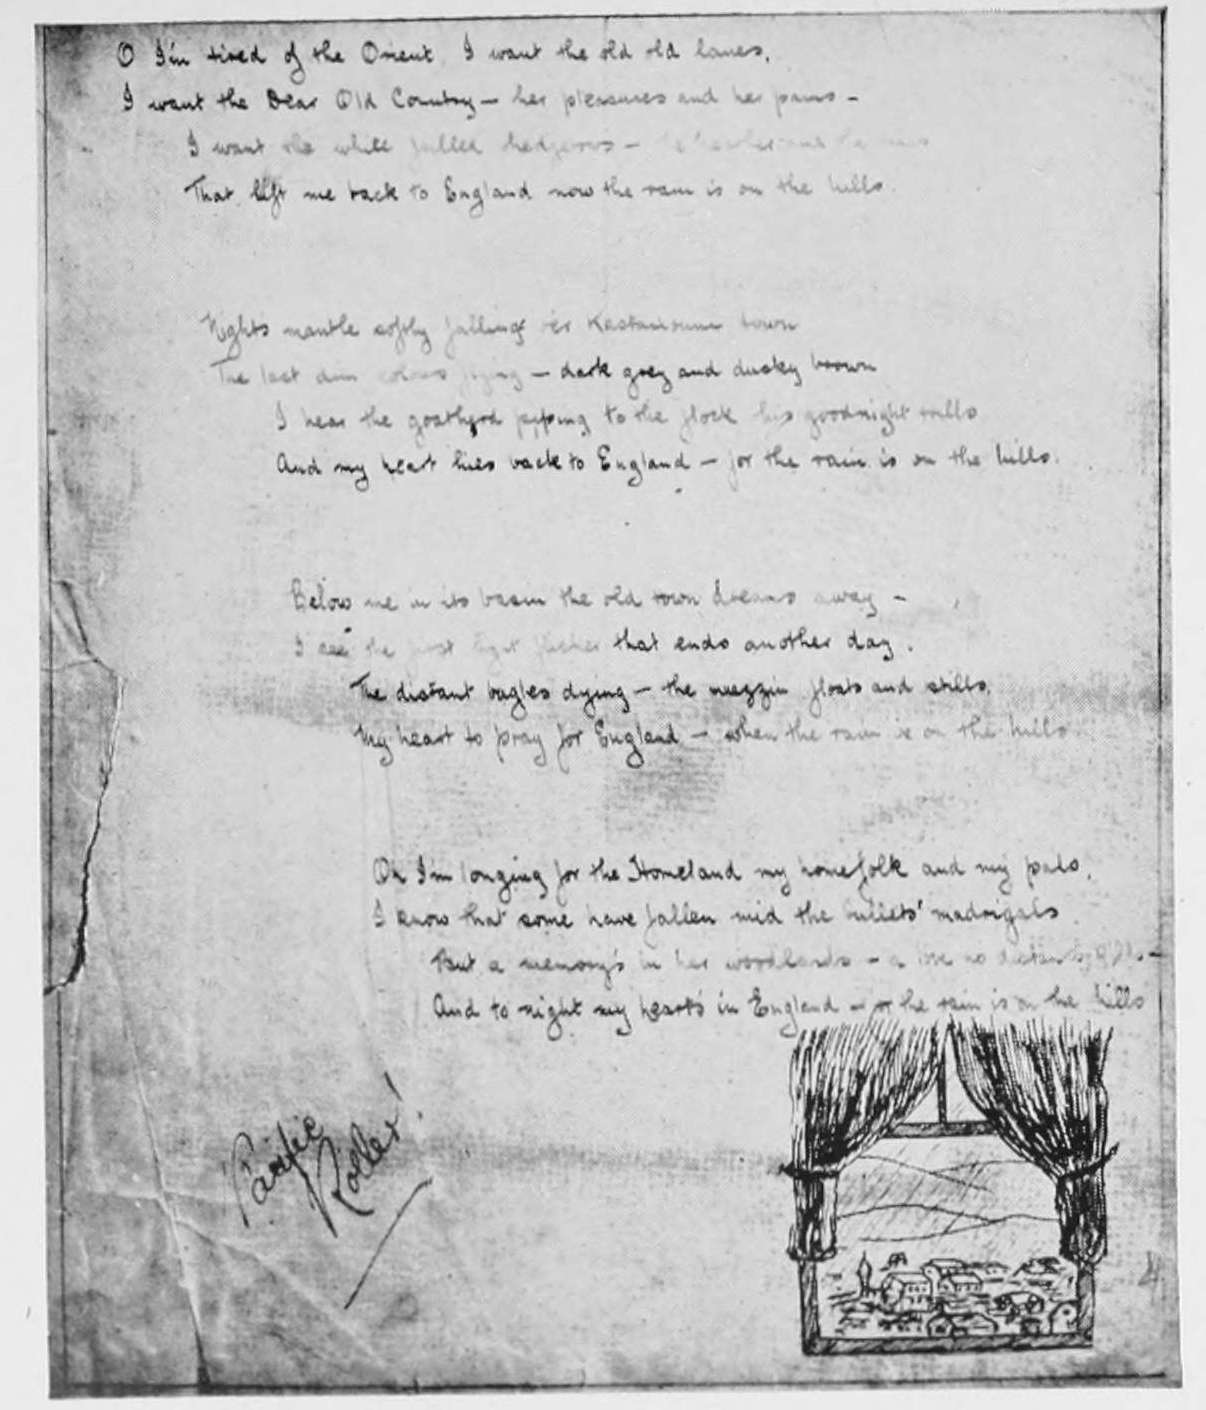 O I'm tired of the Orient I want the old old lanes,
I want the Dear Old Country — her pleasures and her pains —
I want the white hedgerows —
That lift me back to England now the rain is on the hills.
Nights mantle softly falling o'er town
The last dim dying — dark grey and dusky brown
I hear the goatherd piping to the flock his goodnight trills
And my heart hies back to England — for the rain is on the hills.
Below me in its basin the old town dreams away —
I see the first light flicker that ends another day.
The distant bugles dying — the muezzin floats and stills.
My heart to pray for England — when the rain is on the hills.
Oh I'm longing for the Homeland my homefolk and my pals,
I know that some have fallen mid the bullets' madrigals
But a memory's in her woodlands — a love no distance —
And to night my heart's in England — for the rain is on the hills
Pacific
Roller!